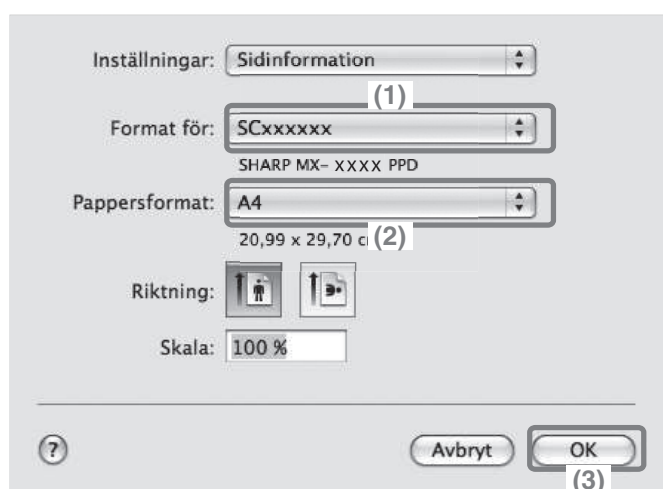 Inställningar: Sidinformation
(1)
Format för: SCxxxxxx
SHARP MX- XXXX PPD
Pappersformat: A4
20,99 x 29,70 c (2)
Riktning:
Skala: 100 %
? Avbryt OK
(3)